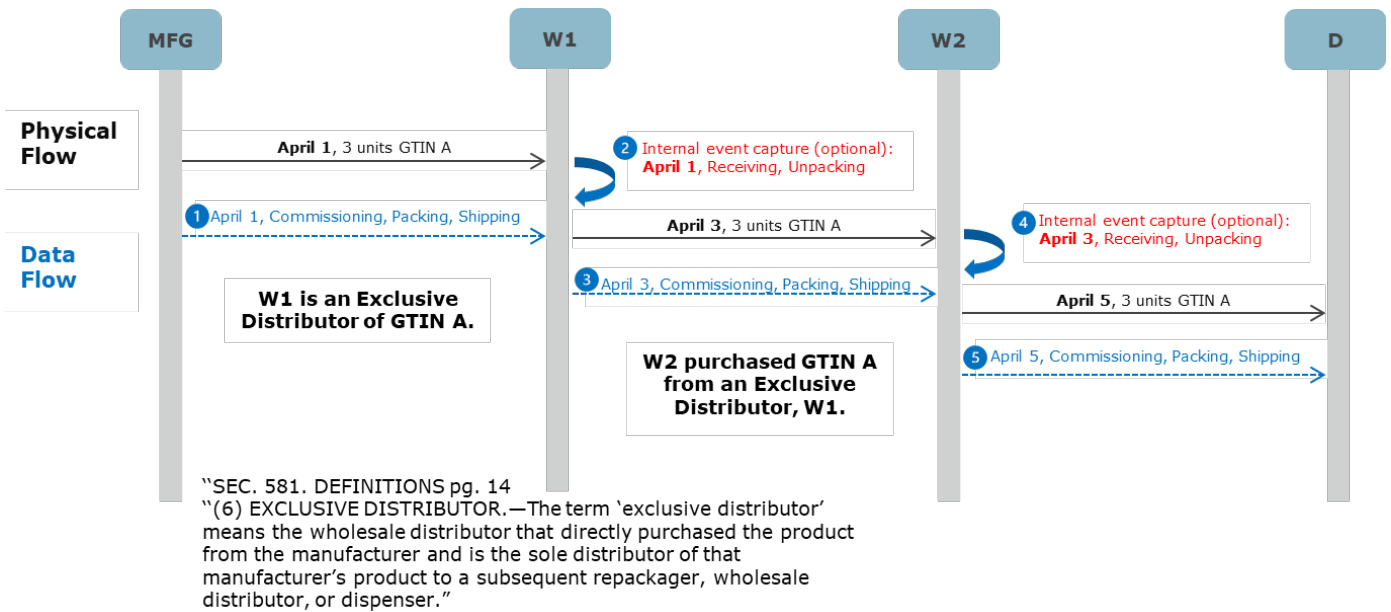 MFG
W1
W2
D
Physical
Flow
April 1, 3 units GTIN A
2 Internal event capture (optional):
April 1, Receiving, Unpacking
1 April 1, Commissioning, Packing, Shipping
April 3, 3 units GTIN A
4 Internal event capture (optional):
April 3, Receiving, Unpacking
Data
Flow
3 April 3, Commissioning, Packing, Shipping
W1 is an Exclusive
Distributor of GTIN A.
April 5, 3 units GTIN A
W2 purchased GTIN A
from an Exclusive
Distributor, W1.
5 April 5, Commissioning, Packing, Shipping
‘‘SEC. 581. DEFINITIONS pg. 14
‘‘(6) EXCLUSIVE DISTRIBUTOR.—The term ‘exclusive distributor’
means the wholesale distributor that directly purchased the product
from the manufacturer and is the sole distributor of that
manufacturer’s product to a subsequent repackager, wholesale
distributor, or dispenser.”